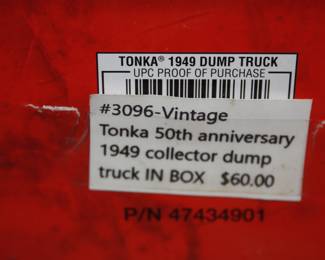 TONKA® 1949 DUMP TRUCK
UPC PROOF OF PURCHASE
#3096-Vintage
Tonka 50th anniversary
1949 collector dump
truck IN BOX $60.00
P/N 47434901